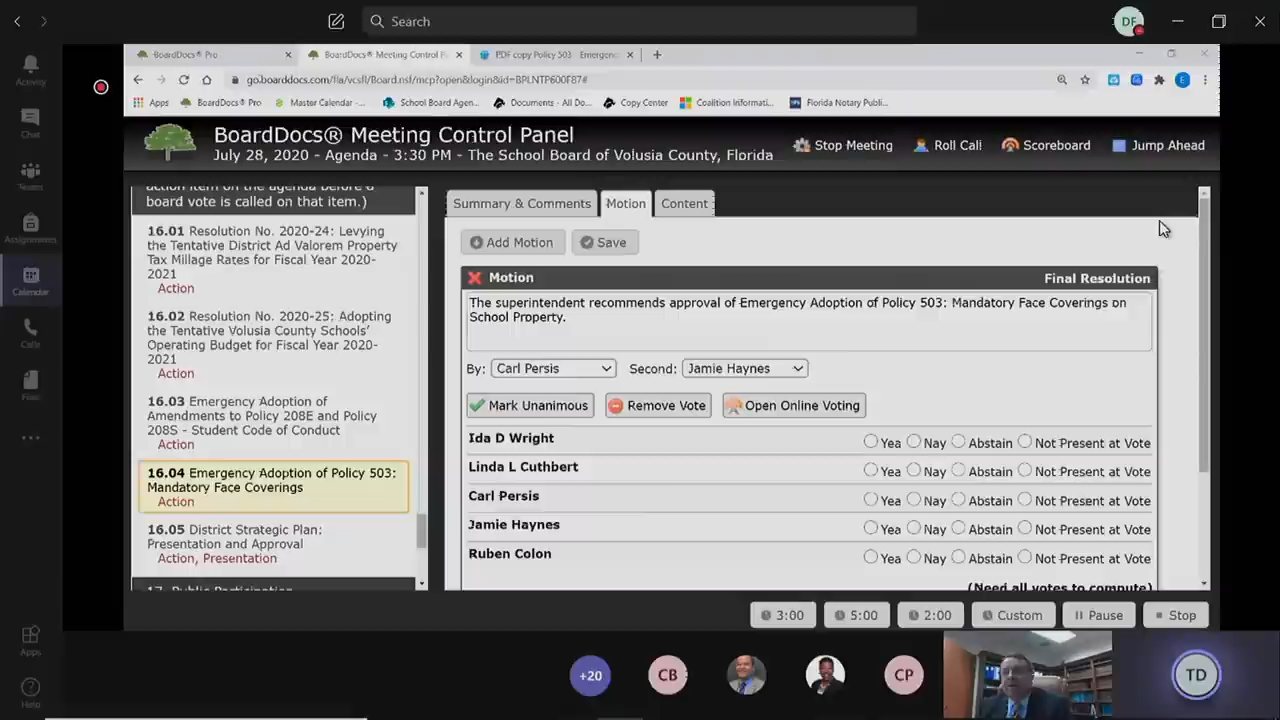 Search
DF
Activity
Chat
Teams
Assignments
Calendar
Calls
Files
Apps
Help
BoardDocs® Pro
BoardDocs® Meeting Control Pane
PDF copy Policy 503 - Emergenc
go.boarddocs.com/fla/vcsfl/Board.nsf/mcp?open&login&id=BPLNTP600F87#
E
Apps
BoardDocs® Pro
Master Calendar -...
School Board Agen...
Documents - All Do...
Copy Center
Coalition Informati...
Florida Notary Publi...
BoardDocs® Meeting Control Panel
July 28, 2020 - Agenda - 3:30 PM - The School Board of Volusia County, Florida
Stop Meeting
Roll Call
Scoreboard
Jump Ahead
action item on the agenda before a
board vote is called on that item.)
16.01 Resolution No. 2020-24: Levying
the Tentative District Ad Valorem Property
Tax Millage Rates for Fiscal Year 2020-
2021
Action
16.02 Resolution No. 2020-25: Adopting
the Tentative Volusia County Schools'
Operating Budget for Fiscal Year 2020-
2021
Action
16.03 Emergency Adoption of
Amendments to Policy 208E and Policy
208S - Student Code of Conduct
Action
16.04 Emergency Adoption of Policy 503:
Mandatory Face Coverings
Action
16.05 District Strategic Plan:
Presentation and Approval
Action, Presentation
17. Public Participation
Summary & Comments
Motion
Content
Add Motion
Save
Motion
Final Resolution
The superintendent recommends approval of Emergency Adoption of Policy 503: Mandatory Face Coverings on
School Property.
By: Carl Persis Second: Jamie Haynes
Mark Unanimous
Remove Vote
Open Online Voting
Ida D Wright Yea Nay Abstain Not Present at Vote
Linda L Cuthbert Yea Nay Abstain Not Present at Vote
Carl Persis Yea Nay Abstain Not Present at Vote
Jamie Haynes Yea Nay Abstain Not Present at Vote
Ruben Colon Yea Nay Abstain Not Present at Vote
(Need all votes to compute)
3:00
5:00
2:00
Custom
Pause
Stop
+20
CB
CP
TD